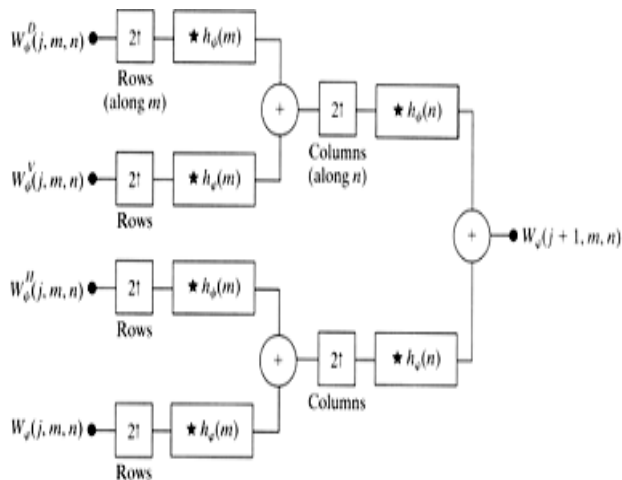 W_ψ^D(j, m, n)
2↑
★ h_ψ(m)
Rows
(along m)
+
2↑
★ h_ψ(n)
Columns
(along n)
W_ψ^V(j, m, n)
2↑
★ h_φ(m)
Rows
+
W_φ(j + 1, m, n)
W_ψ^H(j, m, n)
2↑
★ h_ψ(m)
Rows
+
2↑
★ h_φ(n)
Columns
W_φ(j, m, n)
2↑
★ h_φ(m)
Rows